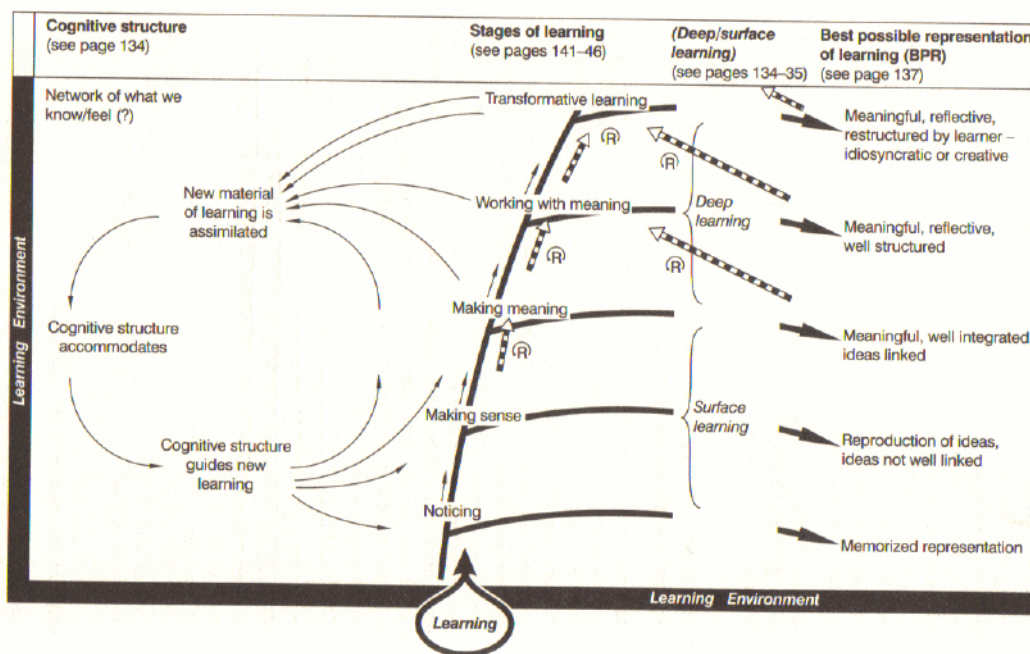 Cognitive structure
(see page 134)
Stages of learning
(see pages 141–46)
(Deep/surface
learning)
(see pages 134–35)
Best possible representation
of learning (BPR)
(see page 137)
Network of what we
know/feel (?)
Transformative learning
Meaningful, reflective,
restructured by learner –
idiosyncratic or creative
R
R
New material
of learning is
assimilated
Working with meaning
Deep
learning
Meaningful, reflective,
well structured
R
R
Learning Environment
Cognitive structure
accommodates
Making meaning
Meaningful, well integrated,
ideas linked
R
Making sense
Surface
learning
Reproduction of ideas,
ideas not well linked
Cognitive structure
guides new
learning
Noticing
Memorized representation
Learning Environment
Learning